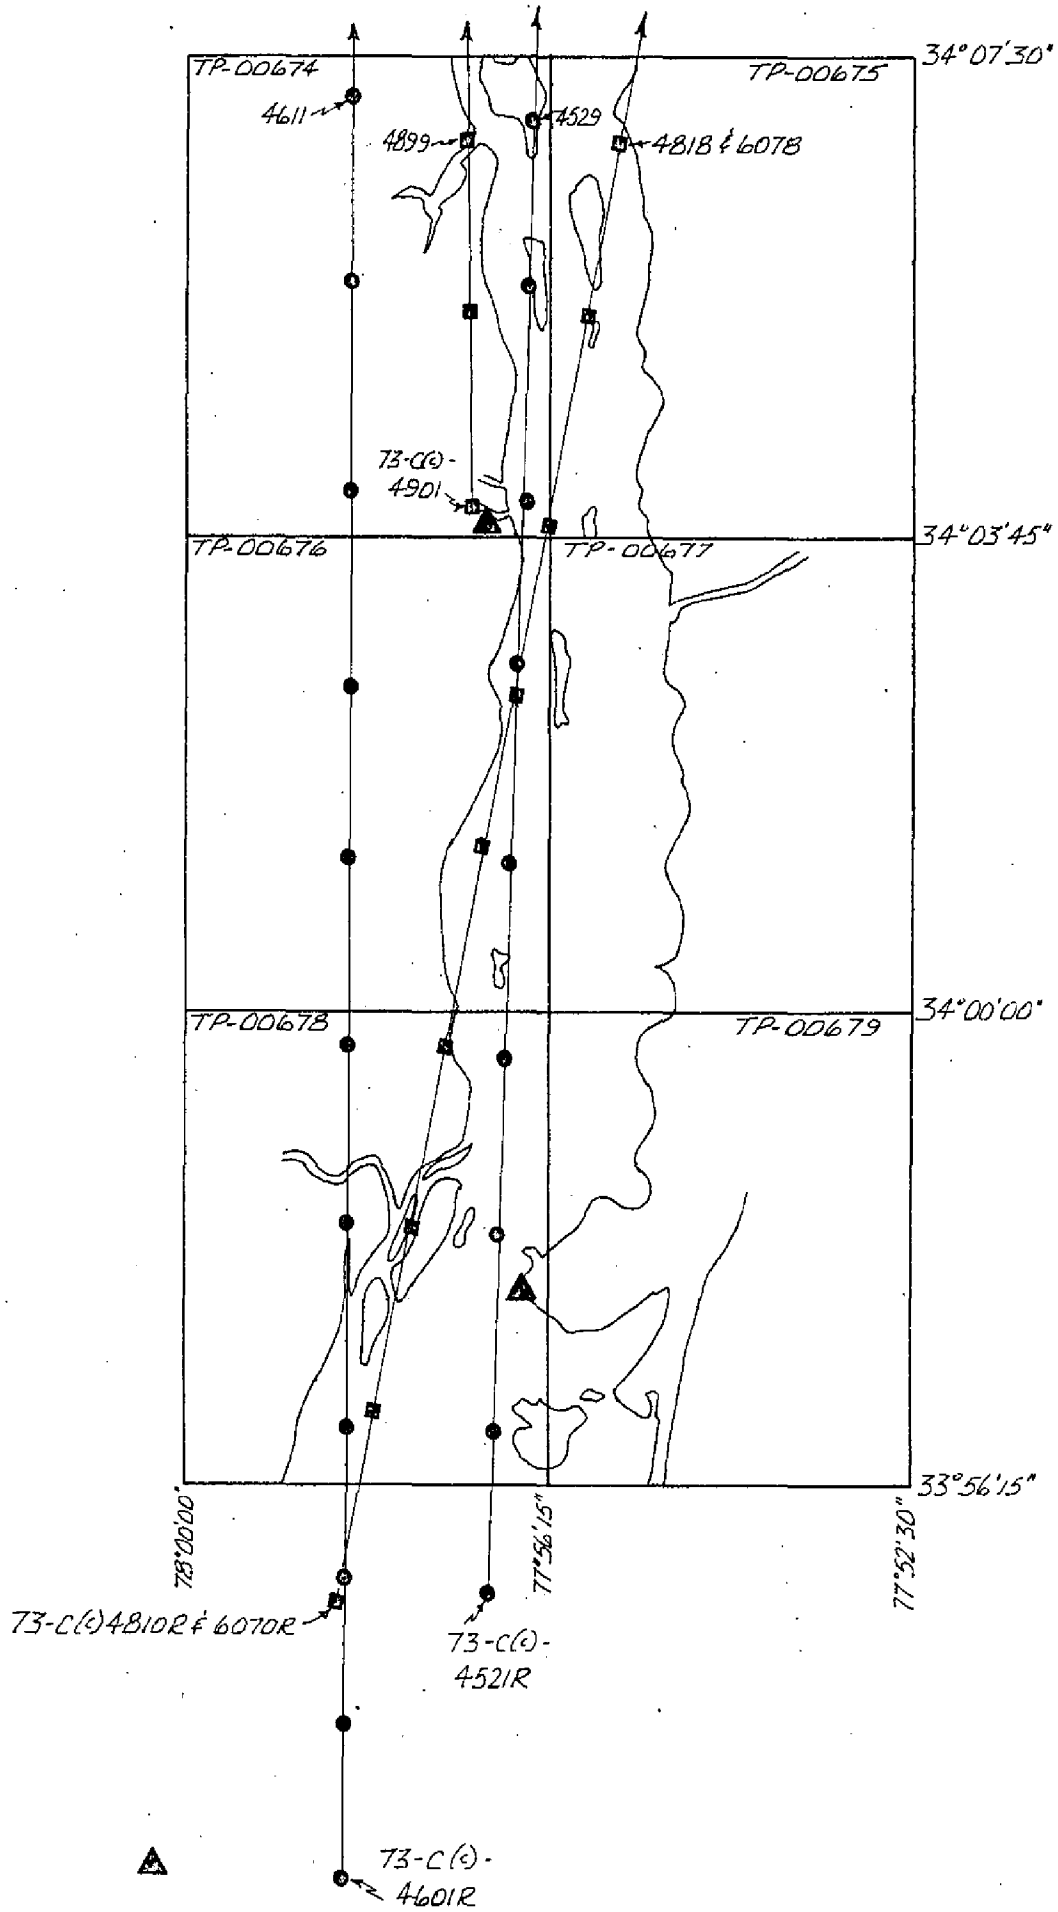 TP-00674
TP-00675
34°07'30"
4611
4529
4899
4818 & 6078
73-C(c)-
4901
34°03'45"
TP-00676
TP-00677
TP-00678
TP-00679
34°00'00"
33°56'15"
78°00'00"
77°56'15"
77°52'30"
73-C(c)4810R & 6070R
73-C(c)-
4521R
73-C(c)-
4601R